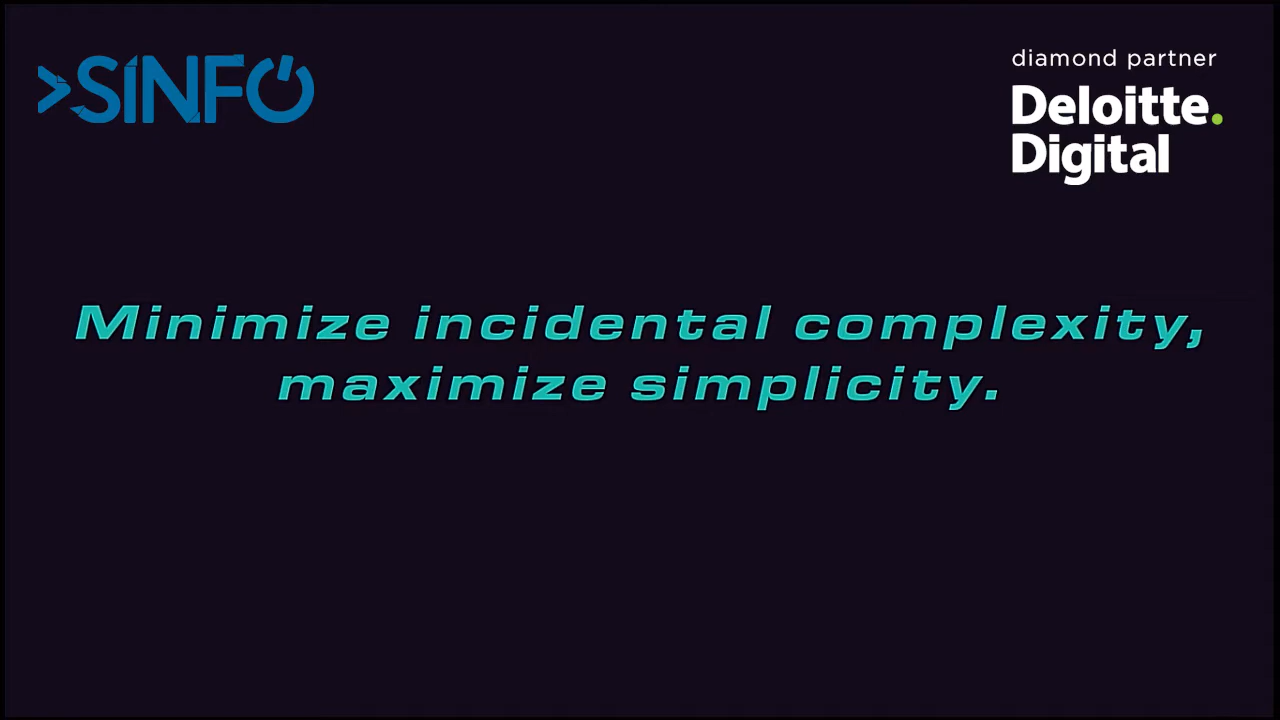 >SINFO
diamond partner
Deloitte.
Digital
Minimize incidental complexity,
maximize simplicity.